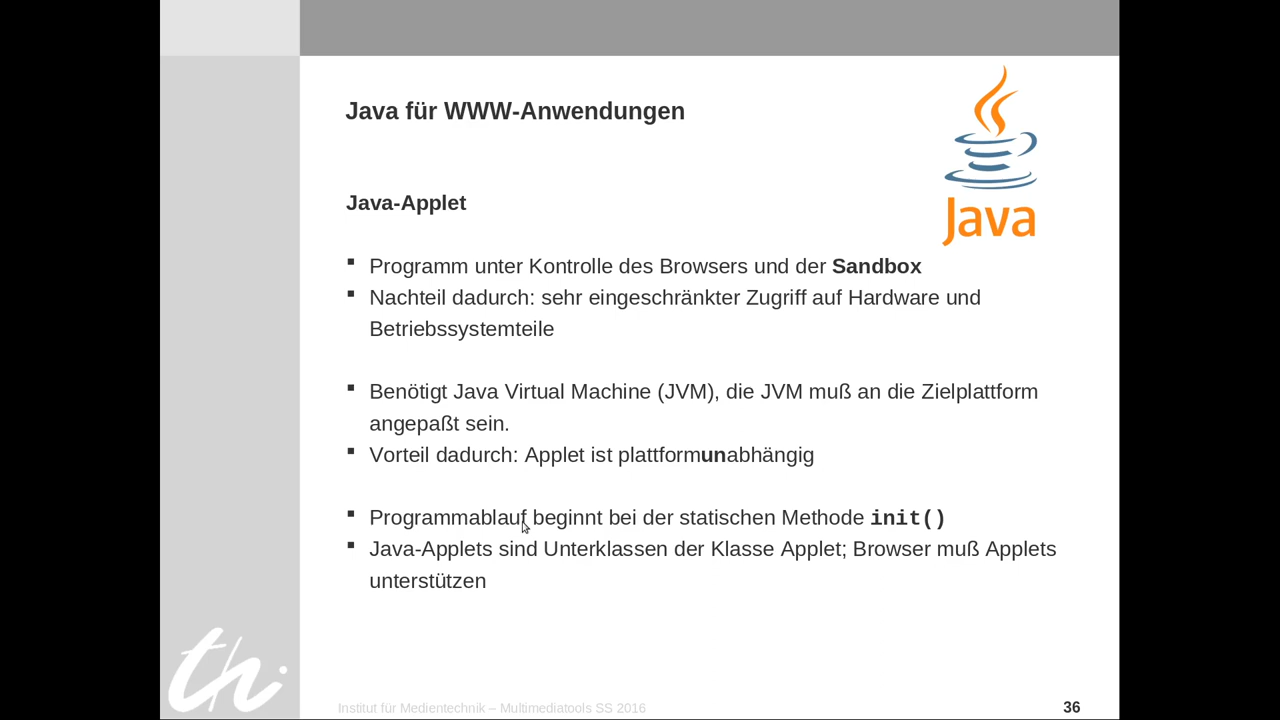 Java für WWW-Anwendungen
Java
Java-Applet
Programm unter Kontrolle des Browsers und der Sandbox
Nachteil dadurch: sehr eingeschränkter Zugriff auf Hardware und
Betriebssystemteile
Benötigt Java Virtual Machine (JVM), die JVM muß an die Zielplattform
angepaßt sein.
Vorteil dadurch: Applet ist plattformunabhängig
Programmablauf beginnt bei der statischen Methode init()
Java-Applets sind Unterklassen der Klasse Applet; Browser muß Applets
unterstützen
th
Institut für Medientechnik – Multimediatools SS 2016
36